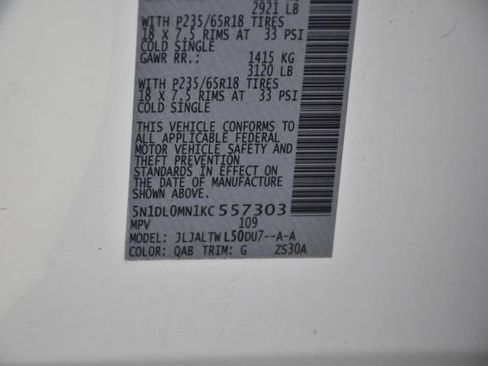 2921 LB
WITH P235/65R18 TIRES
18 X 7.5 RIMS AT 33 PSI
COLD SINGLE
GAWR RR.: 1415 KG
3120 LB
WITH P235/65R18 TIRES
18 X 7.5 RIMS AT 33 PSI
COLD SINGLE
THIS VEHICLE CONFORMS TO
ALL APPLICABLE FEDERAL
MOTOR VEHICLE SAFETY
AND THEFT PREVENTION
STANDARDS IN EFFECT ON
THE DATE OF MANUFACTURE
SHOWN ABOVE.
5N1DL0MN1KC557303
MPV 109
MODEL: JLJALTWL50DU7--A-A
COLOR: QAB TRIM: G ZS30A